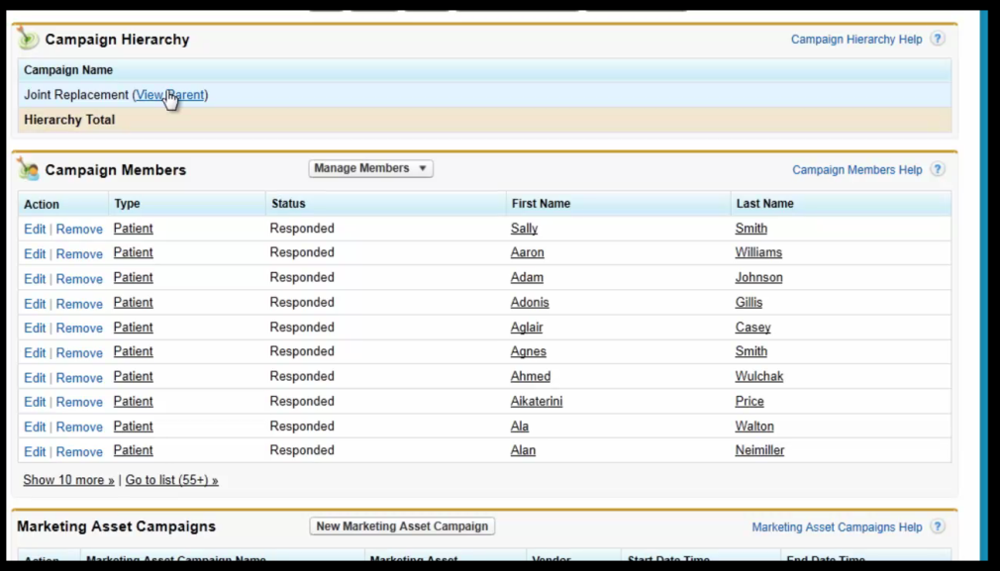 Campaign Hierarchy
Campaign Hierarchy Help ?
Campaign Name
Joint Replacement (View Parent)
Hierarchy Total
Campaign Members
Manage Members
Campaign Members Help ?
Action Type Status First Name Last Name
Edit | Remove Patient Responded Sally Smith
Edit | Remove Patient Responded Aaron Williams
Edit | Remove Patient Responded Adam Johnson
Edit | Remove Patient Responded Adonis Gillis
Edit | Remove Patient Responded Aglair Casey
Edit | Remove Patient Responded Agnes Smith
Edit | Remove Patient Responded Ahmed Wulchak
Edit | Remove Patient Responded Aikaterini Price
Edit | Remove Patient Responded Ala Walton
Edit | Remove Patient Responded Alan Neimiller
Show 10 more » | Go to list (55+) »
Marketing Asset Campaigns
New Marketing Asset Campaign
Marketing Asset Campaigns Help ?
Action Marketing Asset Campaign Name Marketing Asset Vendor Start Date Time End Date Time